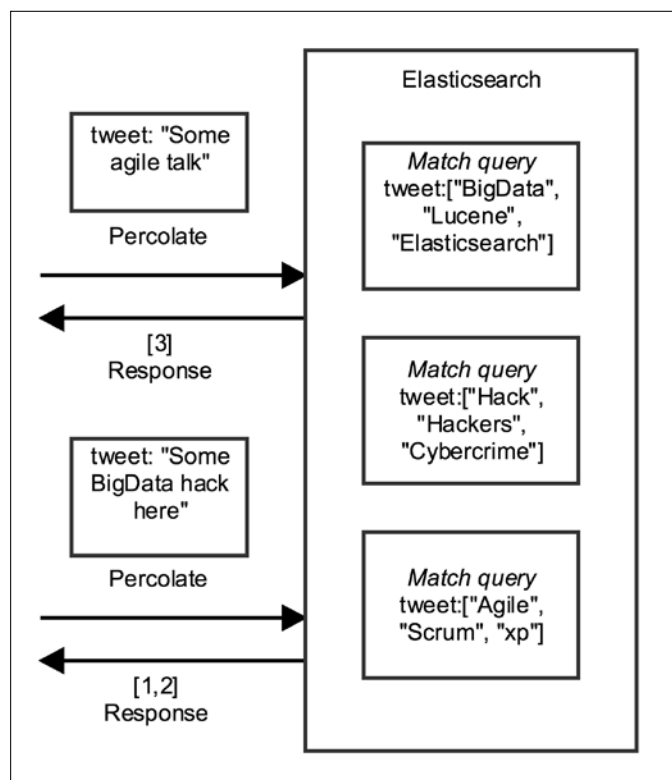 tweet: "Some
agile talk"
Percolate
[3]
Response
tweet: "Some
BigData hack
here"
Percolate
[1,2]
Response
Elasticsearch
Match query
tweet:["BigData",
"Lucene",
"Elasticsearch"]
Match query
tweet:["Hack",
"Hackers",
"Cybercrime"]
Match query
tweet:["Agile",
"Scrum", "xp"]